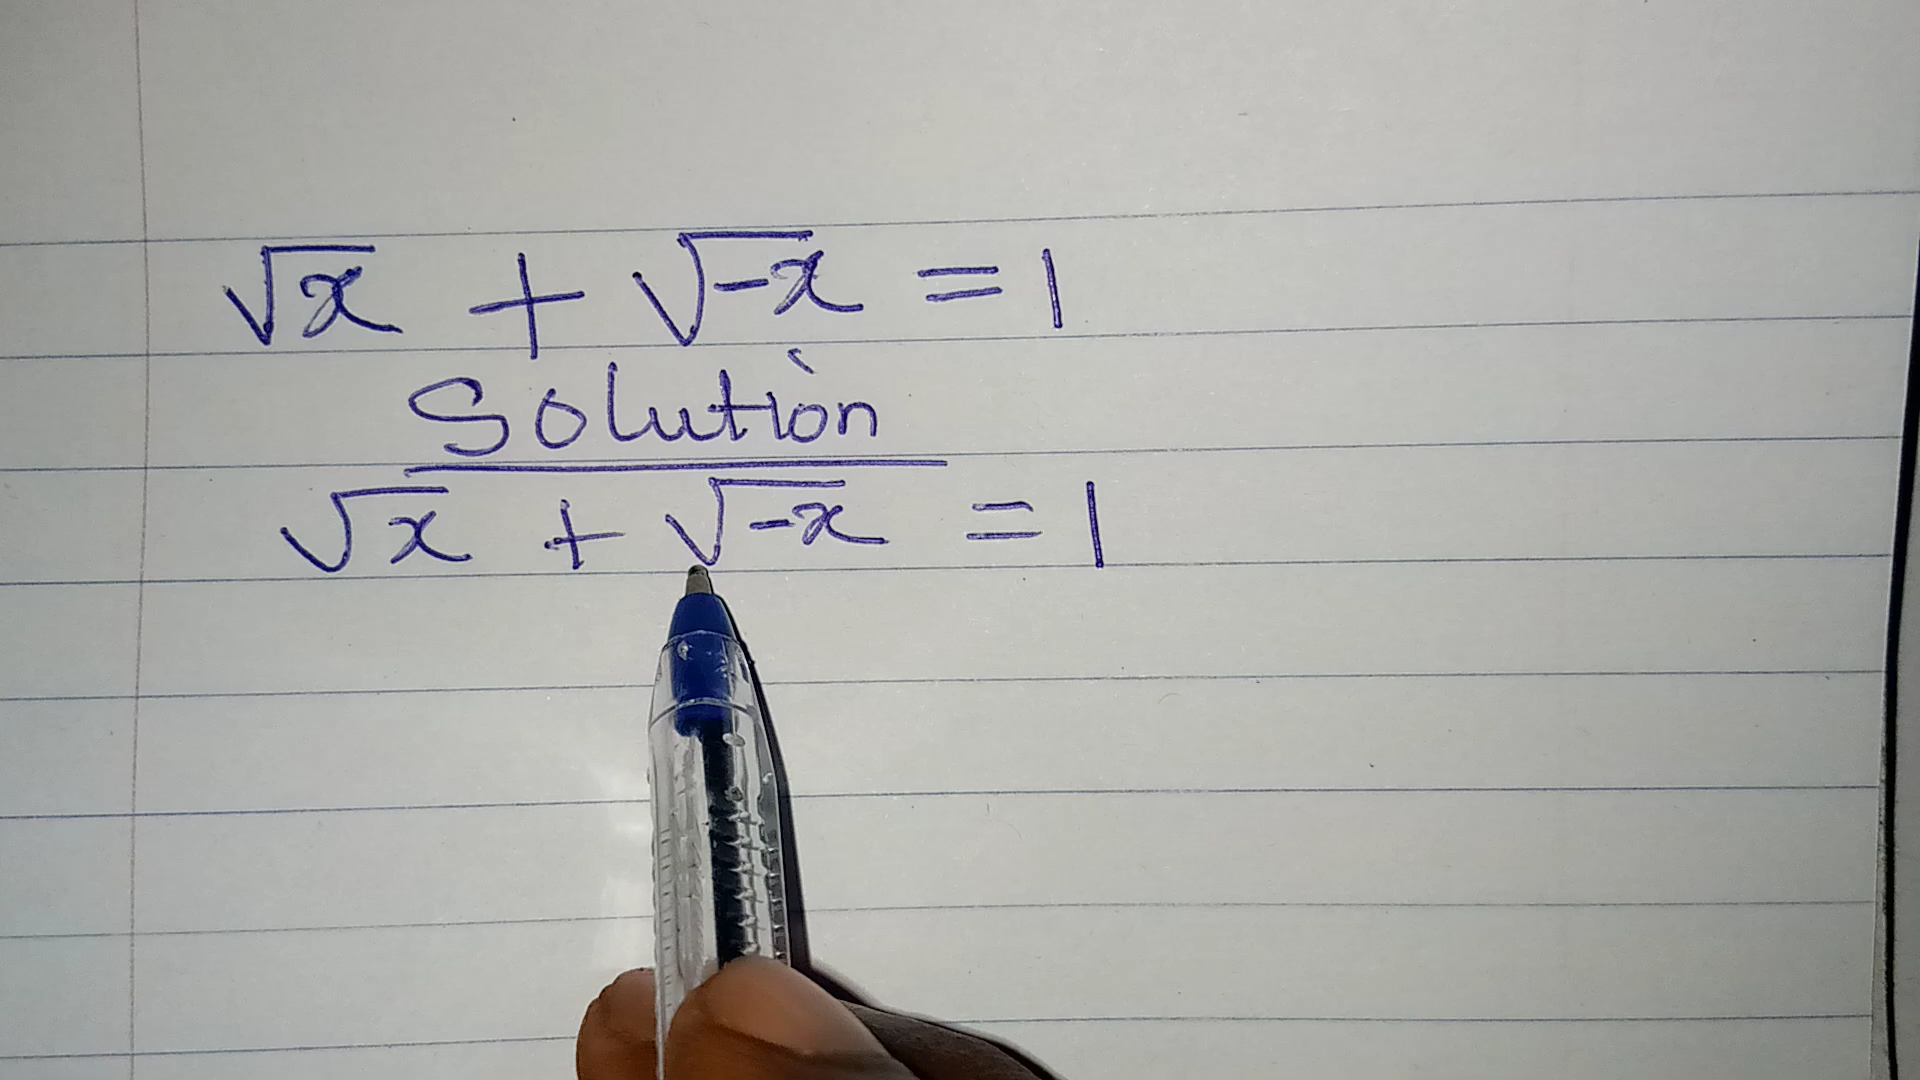 √x + √-x = 1
Solution
√x + √-x = 1